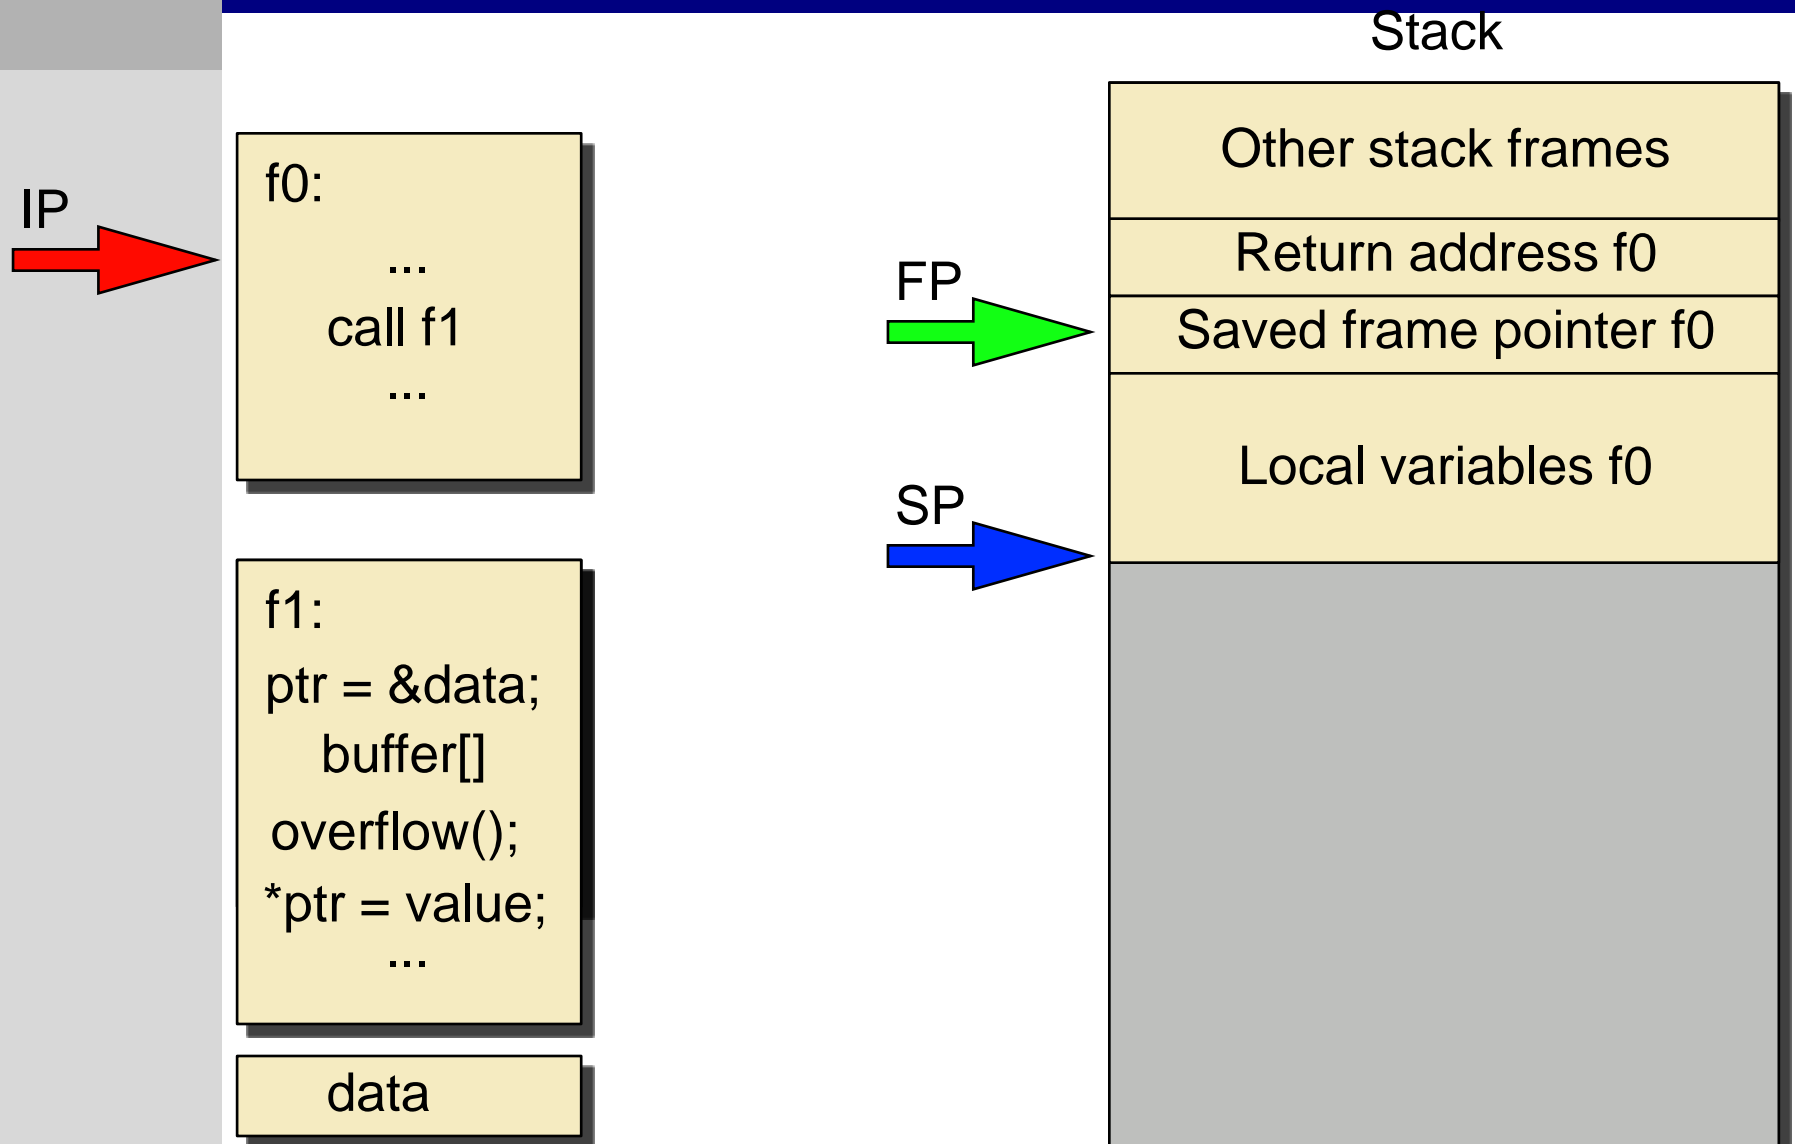 Stack
IP
f0:
...
call f1
...
f1:
ptr = &data;
buffer[]
overflow();
*ptr = value;
...
data
FP
SP
Other stack frames
Return address f0
Saved frame pointer f0
Local variables f0